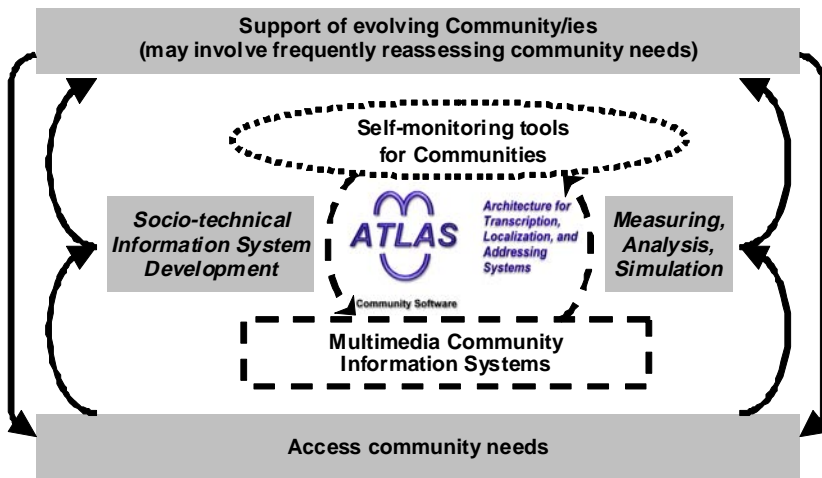 Support of evolving Community/ies
(may involve frequently reassessing community needs)
Self-monitoring tools
for Communities
Socio-technical
Information System
Development
ATLAS
Community Software
Architecture for
Transcription,
Localization, and
Addressing
Systems
Measuring,
Analysis,
Simulation
Multimedia Community
Information Systems
Access community needs